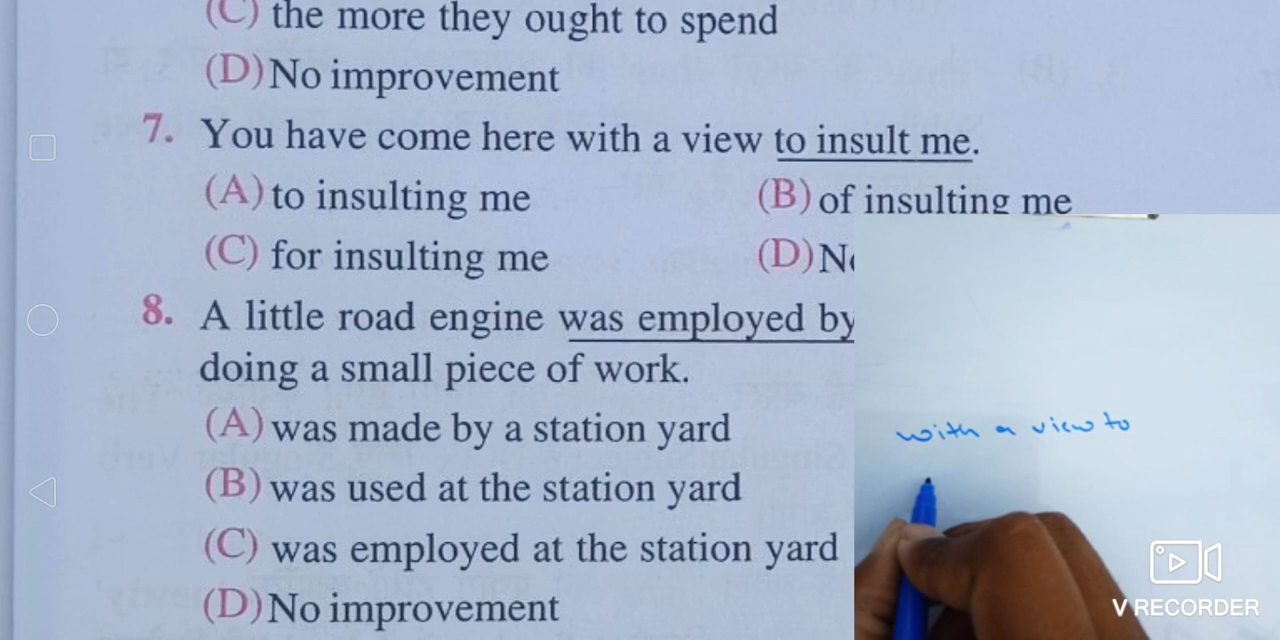 (C) the more they ought to spend
(D) No improvement
7. You have come here with a view to insult me.
(A) to insulting me (B) of insulting me
(C) for insulting me (D)
8. A little road engine was employed by
doing a small piece of work.
(A) was made by a station yard
(B) was used at the station yard
(C) was employed at the station yard
(D) No improvement
with a view to
V RECORDER